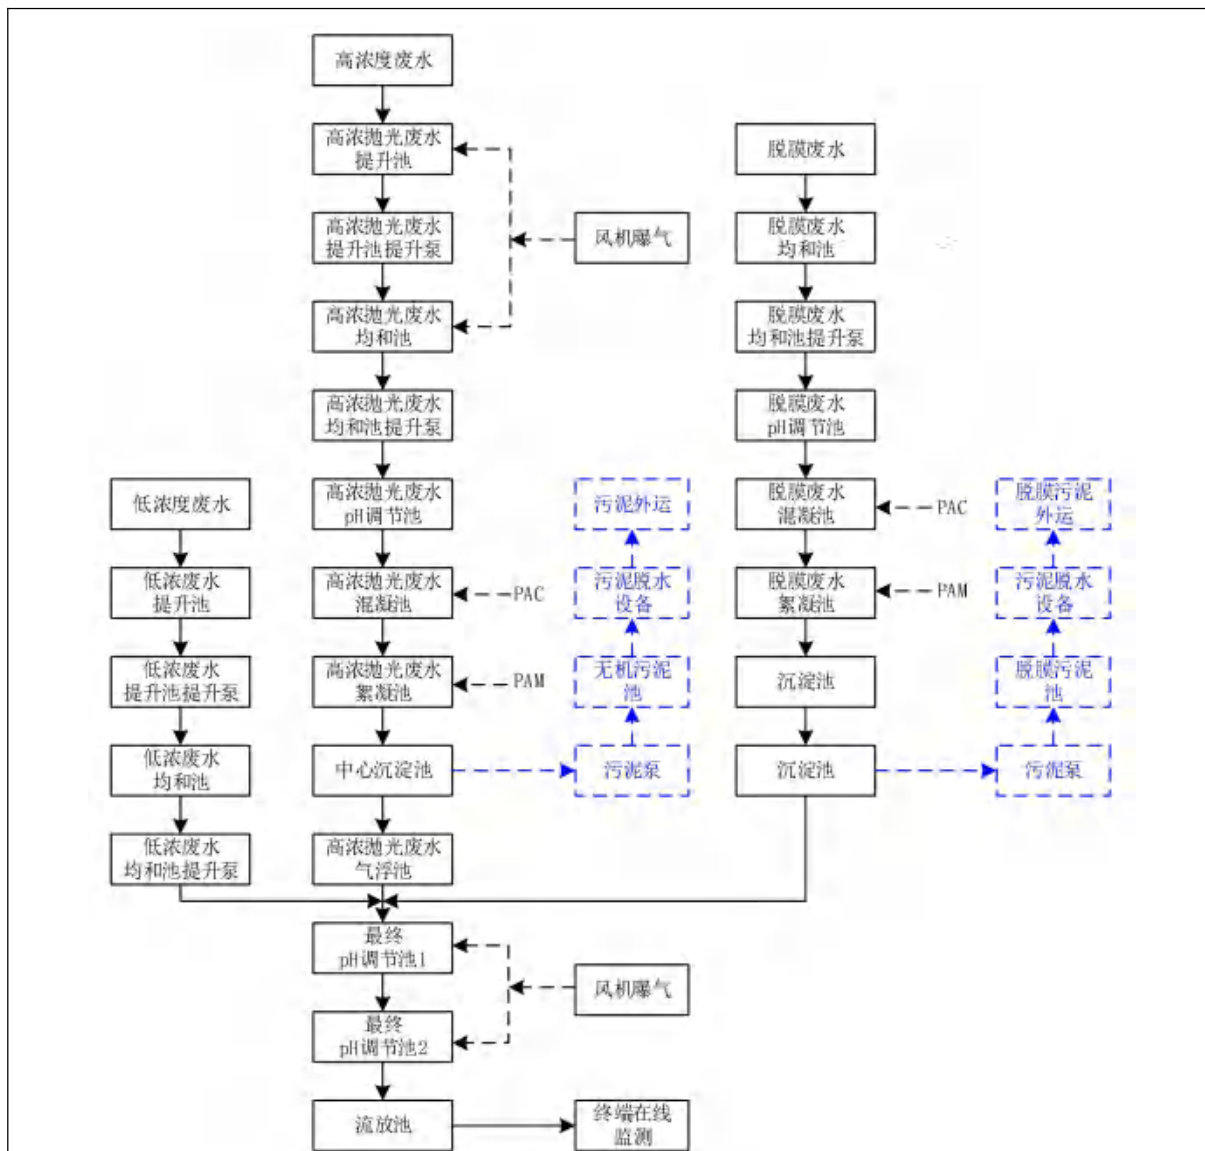 高浓度废水
高浓抛光废水
提升池
高浓抛光废水
提升池提升泵
高浓抛光废水
均和池
高浓抛光废水
均和池提升泵
高浓抛光废水
pH调节池
高浓抛光废水
混凝池
高浓抛光废水
絮凝池
中心沉淀池
高浓抛光废水
气浮池
风机曝气
PAC
PAM
污泥外运
污泥脱水
设备
无机污泥
池
污泥泵
低浓度废水
低浓废水
提升池
低浓废水
提升池提升泵
低浓废水
均和池
低浓废水
均和池提升泵
脱膜废水
脱膜废水
均和池
脱膜废水
均和池提升泵
脱膜废水
pH调节池
脱膜废水
混凝池
脱膜废水
絮凝池
沉淀池
沉淀池
PAC
PAM
脱膜污泥
外运
污泥脱水
设备
脱膜污泥
池
污泥泵
最终
pH调节池1
最终
pH调节池2
风机曝气
流放池
终端在线
监测